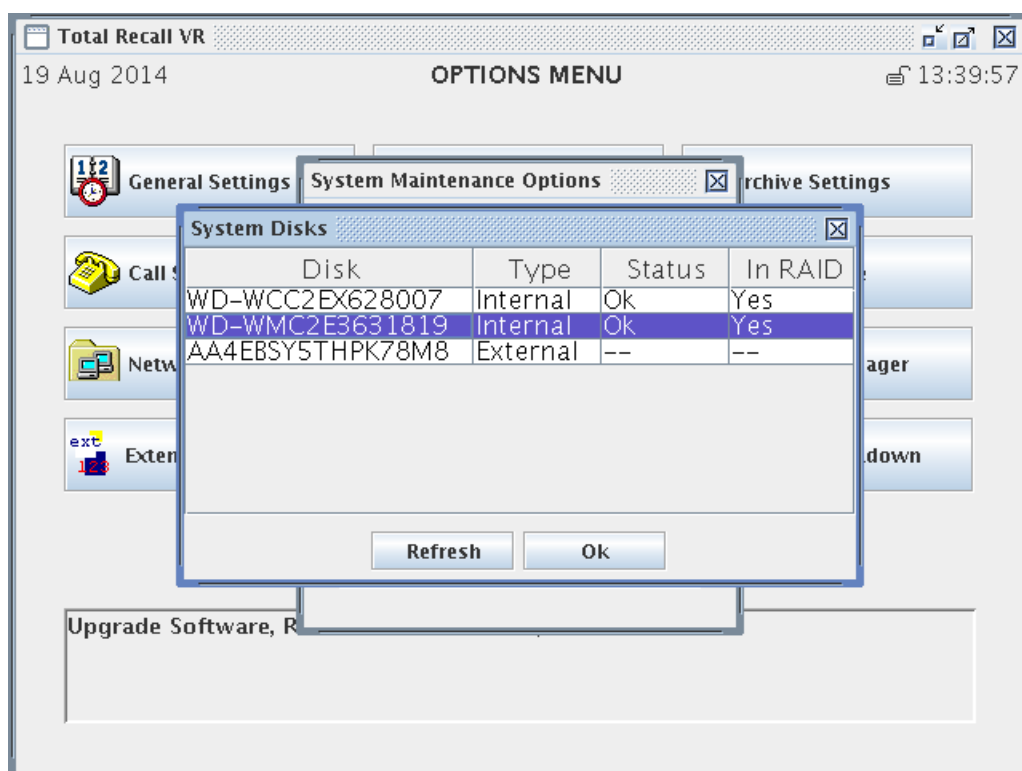 Total Recall VR
19 Aug 2014 OPTIONS MENU 13:39:57
General Settings System Maintenance Options rchive Settings
System Disks
Call
Disk Type Status In RAID
WD-WCC2EX628007 Internal Ok Yes
WD-WMC2E3631819 Internal Ok Yes
AA4EBSY5THPK78M8 External -- --
Netw ager
ext
123 Exten down
Refresh Ok
Upgrade Software, R